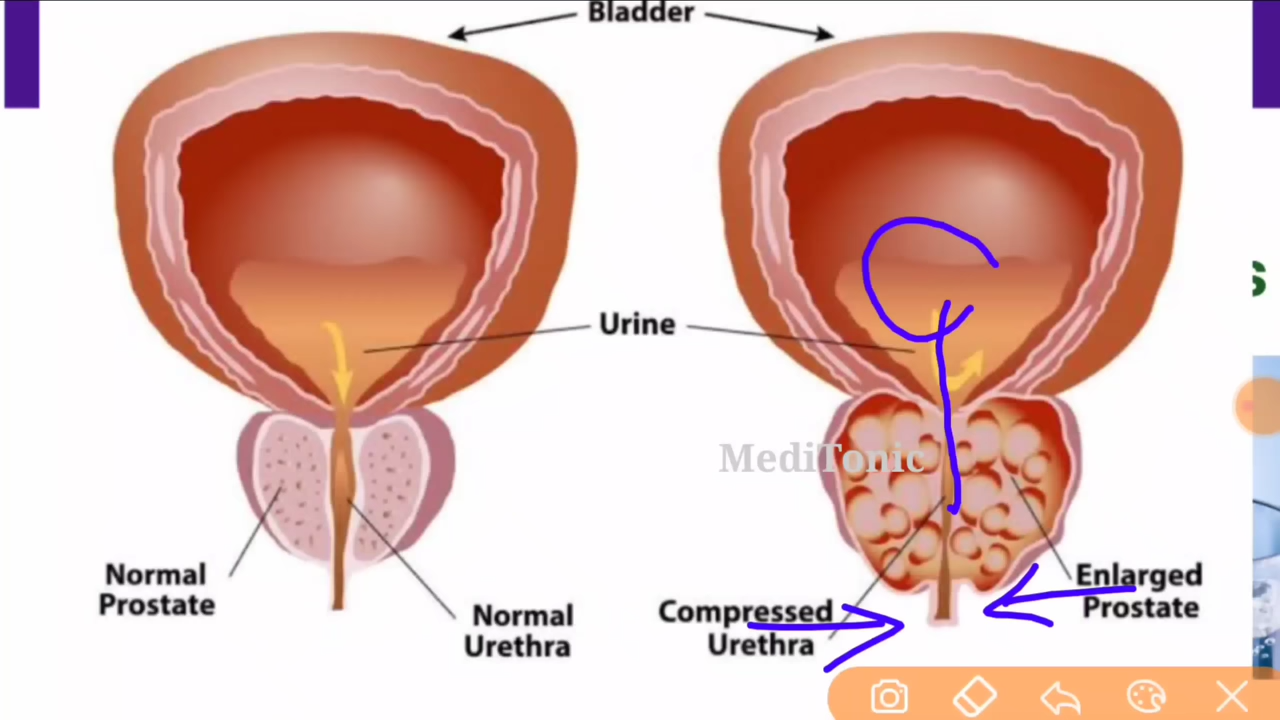 Bladder
Urine
MediTonic
Normal
Prostate
Normal
Urethra
Compressed
Urethra
Enlarged
Prostate
s